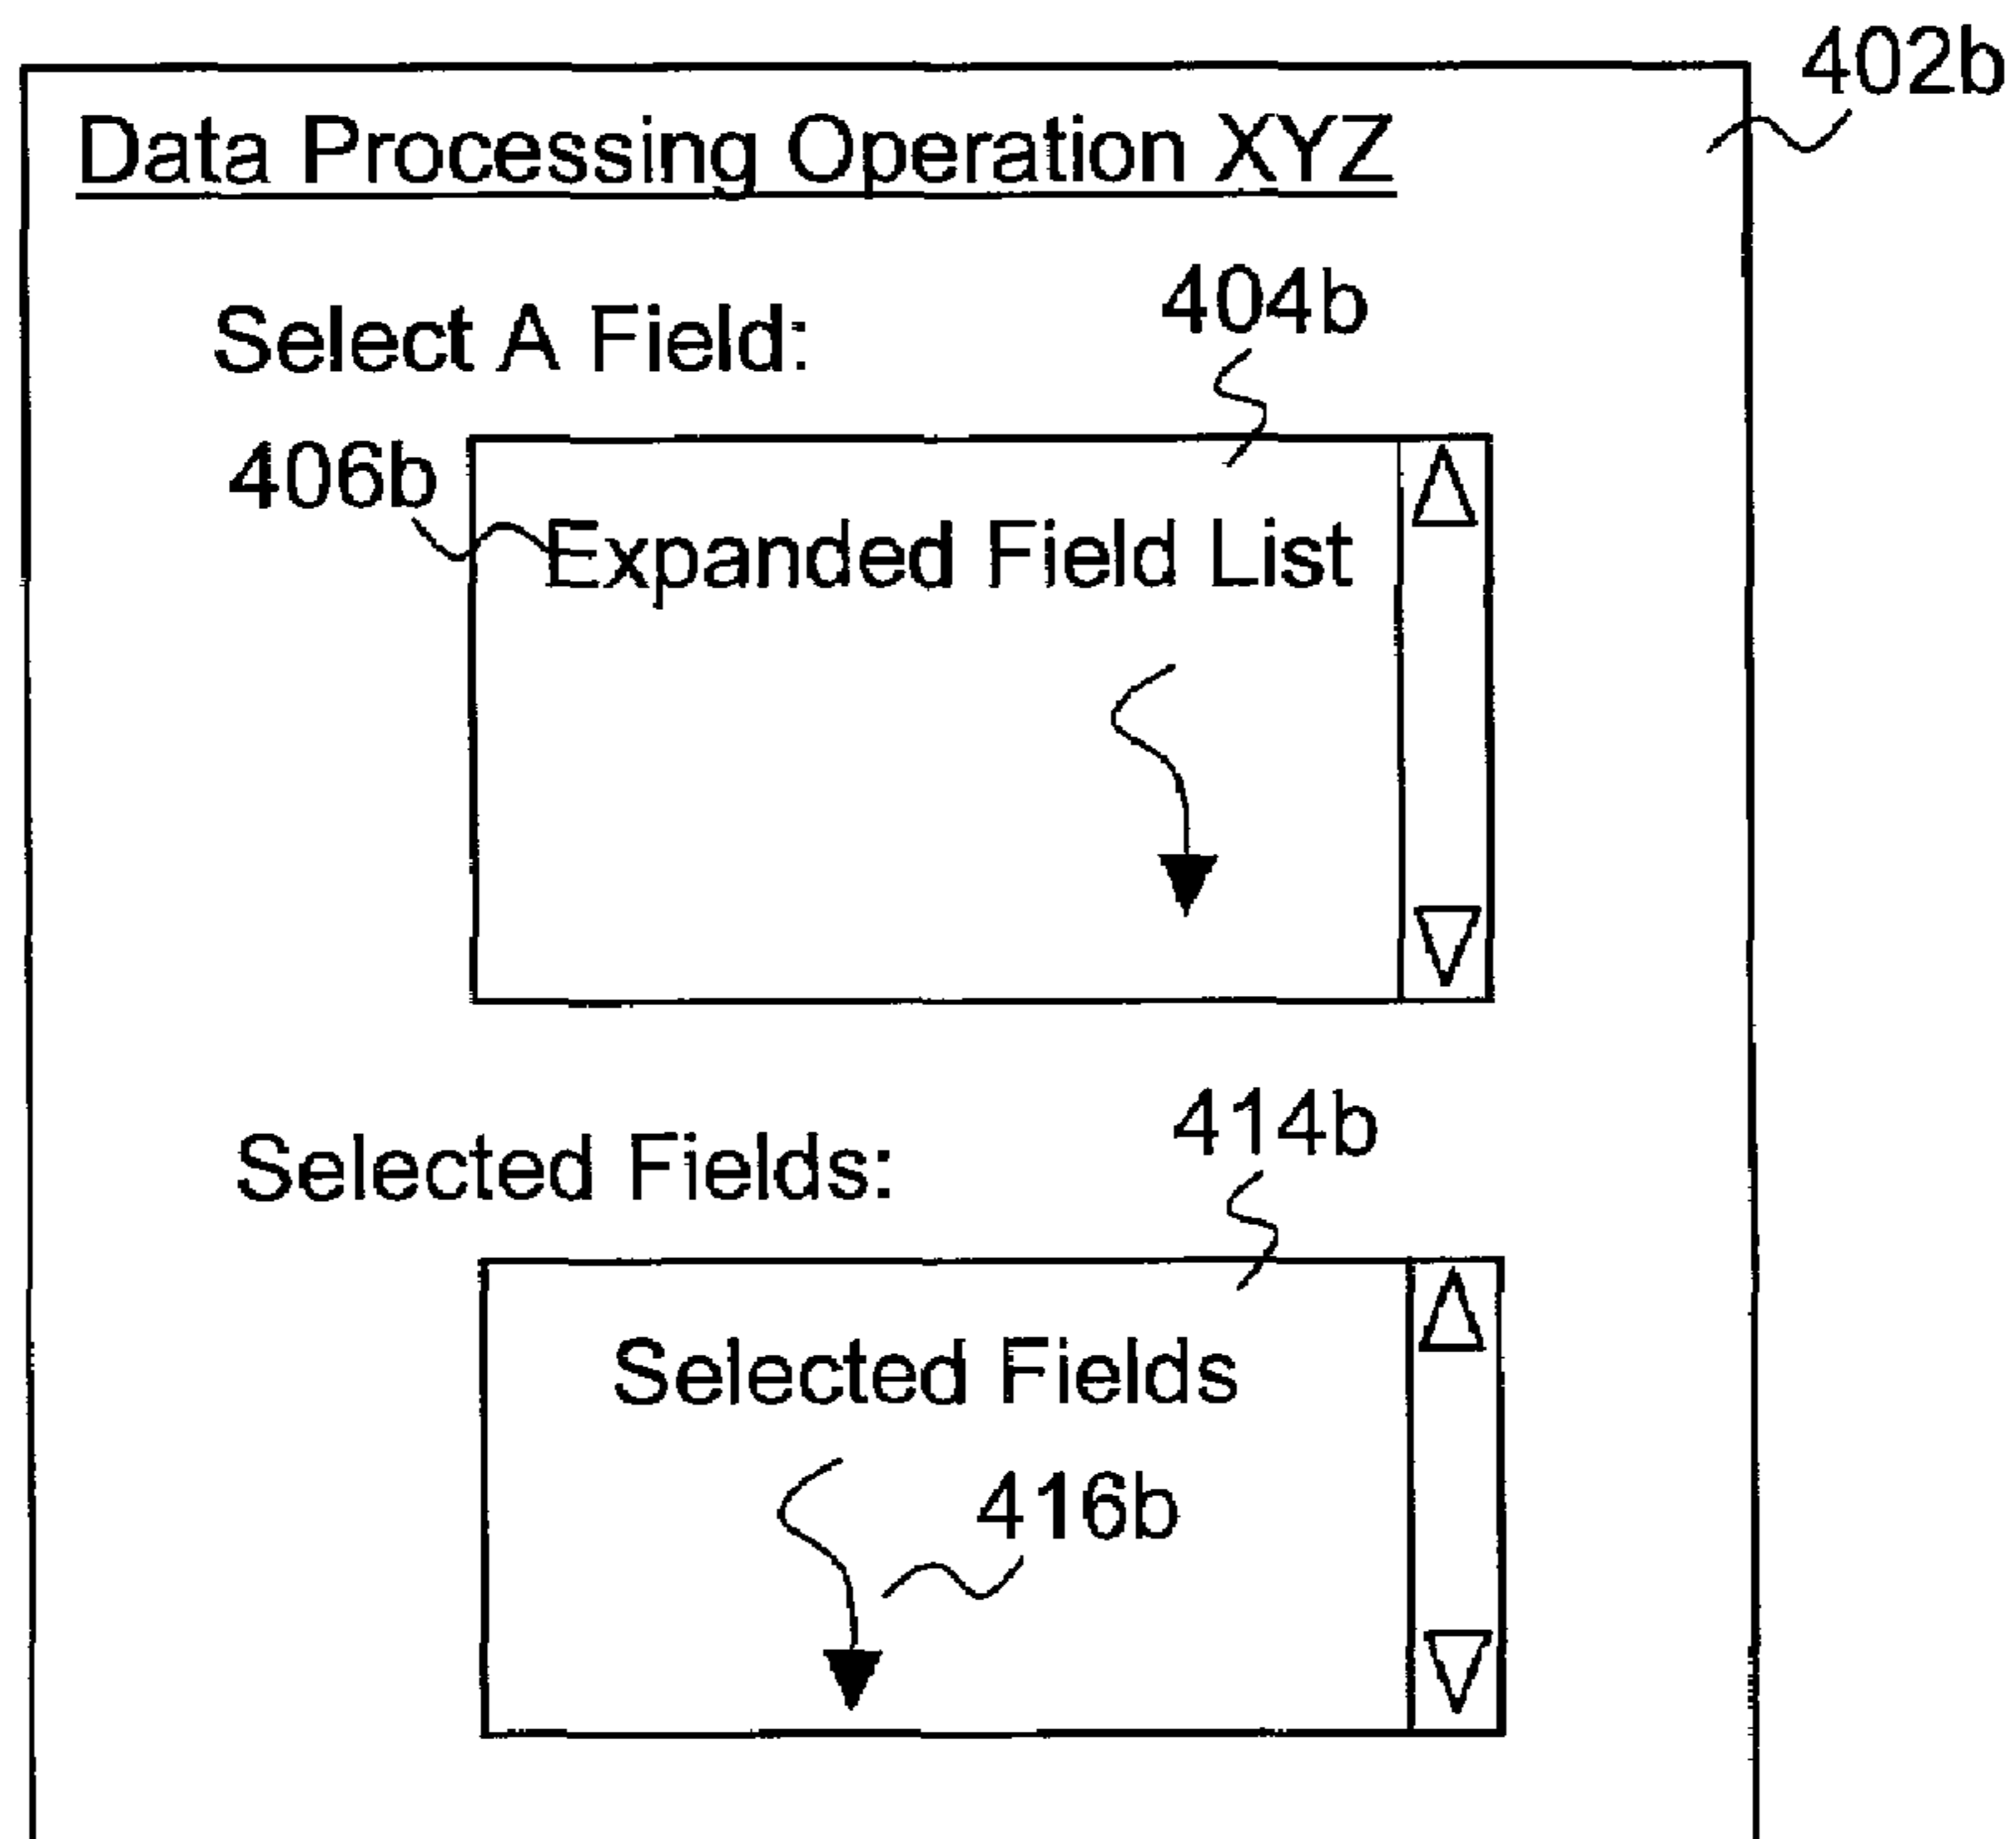 402b
Data Processing Operation XYZ
Select A Field:
404b
406b
Expanded Field List
Selected Fields:
414b
Selected Fields
416b